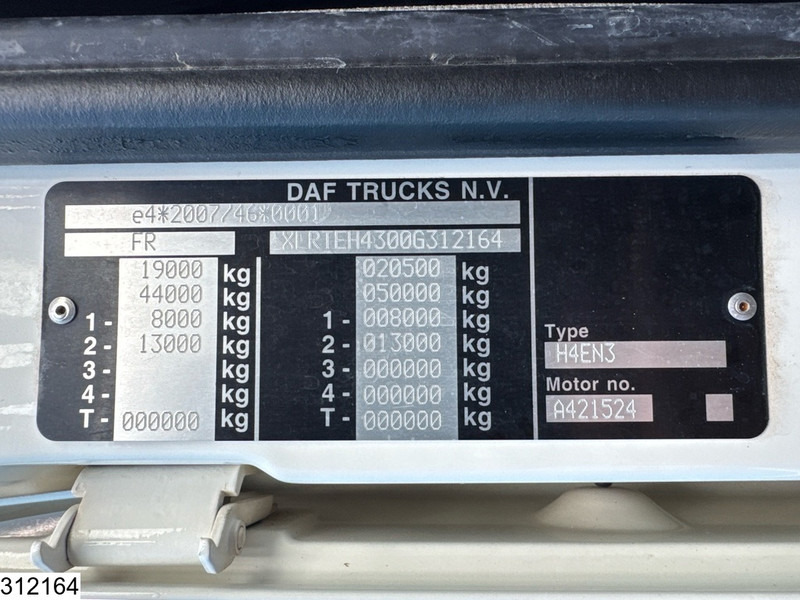 DAF TRUCKS N.V.
e4*2007/46*0001
FR XLRTEH4300G312164
19000 kg 020500 kg
44000 kg 050000 kg
1- 8000 kg 1- 008000 kg
2- 13000 kg 2- 013000 kg
3- kg 3- 000000 kg
4- kg 4- 000000 kg
T- 000000 kg T- 000000 kg
Type
H4EN3
Motor no.
A421524
312164